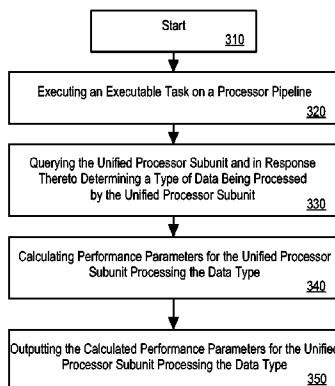 Start
310
Executing an Executable Task on a Processor Pipeline
320
Querying the Unified Processor Subunit and in Response
Thereto Determining a Type of Data Being Processed
by the Unified Processor Subunit
330
Calculating Performance Parameters for the Unified Processor
Subunit Processing the Data Type
340
Outputting the Calculated Performance Parameters for the Unified
Processor Subunit Processing the Data Type
350